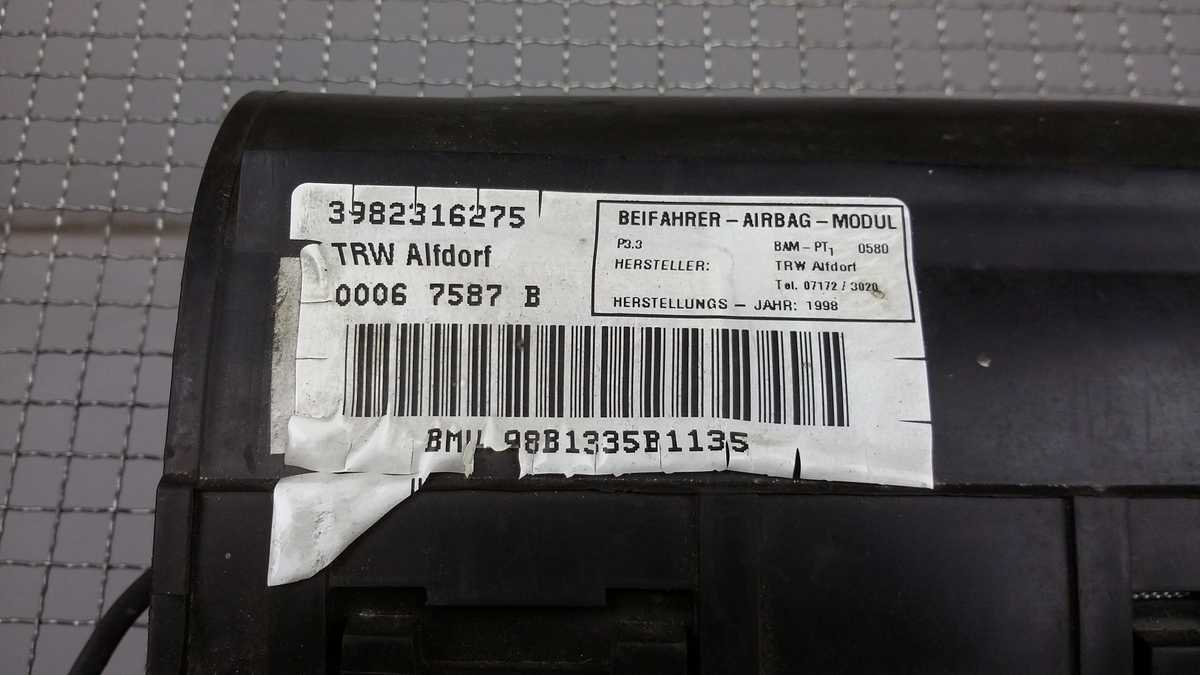 3982316275
TRW Alfdorf
0006 7587 B
BEIFAHRER – AIRBAG – MODUL
P3.3 BAM – PT1 0580
HERSTELLER: TRW Alfdorf
Tel. 07172 / 3020
HERSTELLUNGS – JAHR: 1998
98B1335B1135